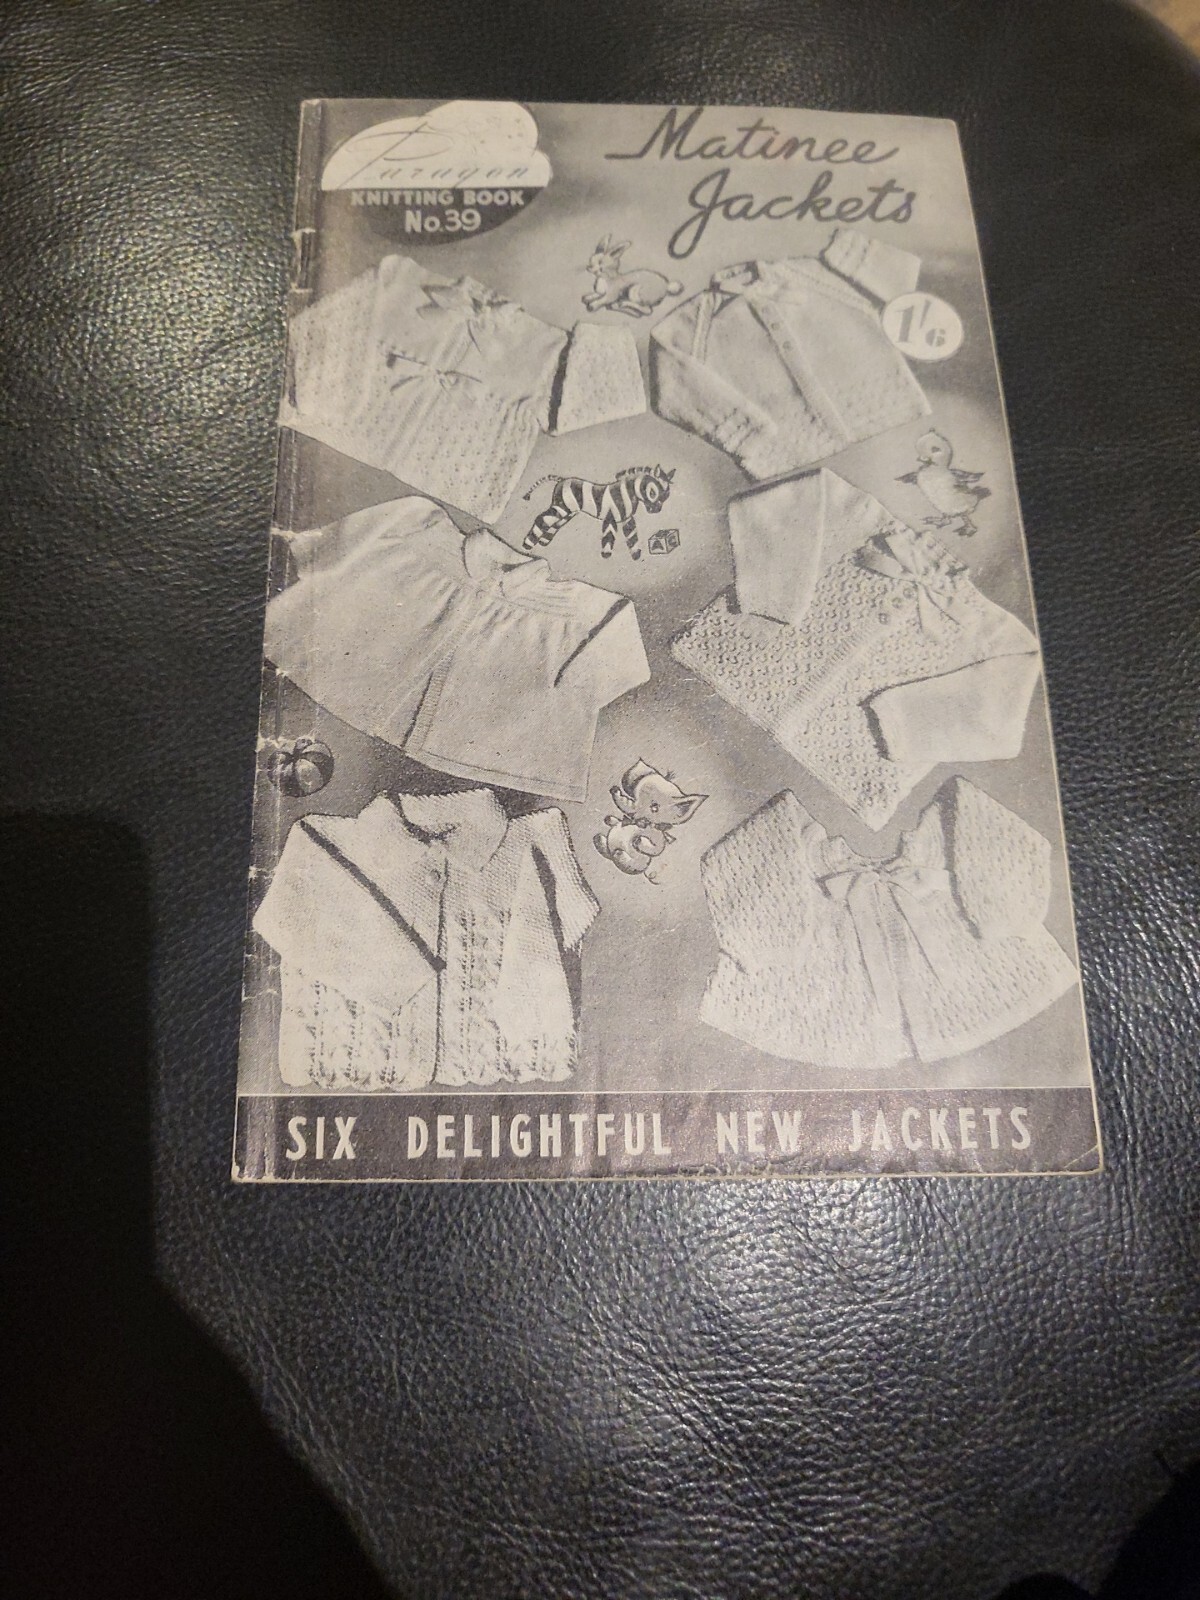 Paragon
KNITTING BOOK
No.39
Matinee
Jackets
1/6
SIX DELIGHTFUL NEW JACKETS